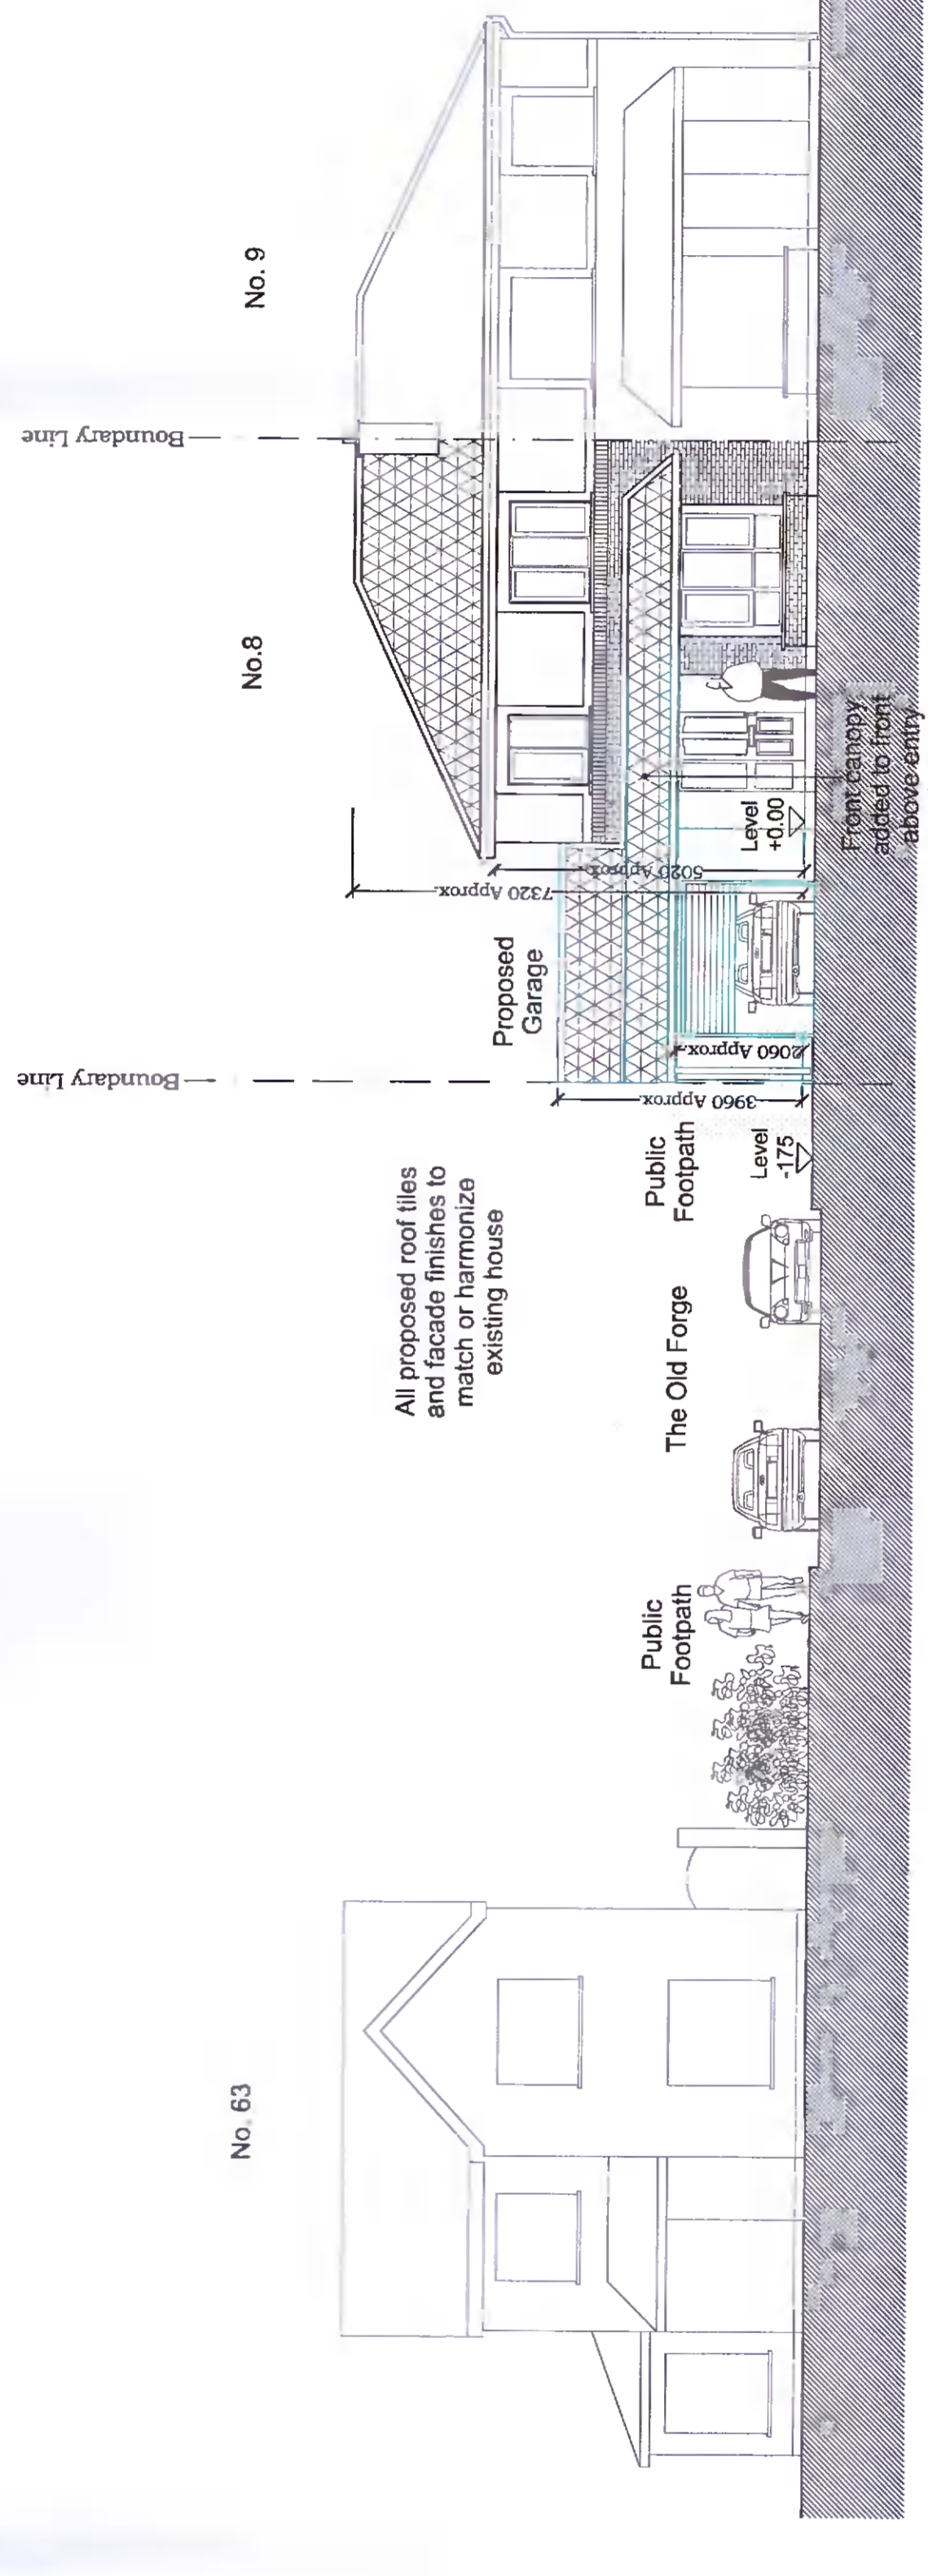 No. 63
Public
Footpath
The Old Forge
All proposed roof tiles
and facade finishes to
match or harmonize
existing house
Public
Footpath
Level
-175
Boundary Line
3960 Approx.
2060 Approx.
Proposed
Garage
7320 Approx.
5020 Approx.
Level
+0.00
Front canopy
added to front
above entry
No.8
Boundary Line
No. 9